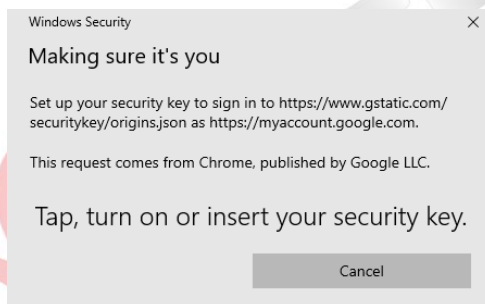 Windows Security
Making sure it's you
Set up your security key to sign in to https://www.gstatic.com/
securitykey/origins.json as https://myaccount.google.com.
This request comes from Chrome, published by Google LLC.
Tap, turn on or insert your security key.
Cancel